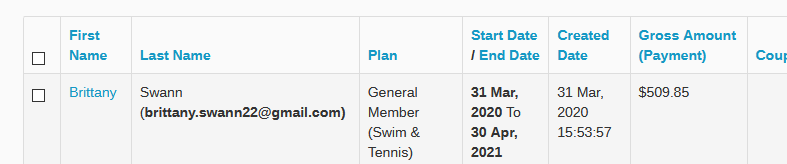 First Name
Last Name
Plan
Start Date / End Date
Created Date
Gross Amount (Payment)
Brittany
Swann
(brittany.swann22@gmail.com)
General
Member
(Swim &
Tennis)
31 Mar,
2020 To
30 Apr,
2021
31 Mar,
2020
15:53:57
$509.85